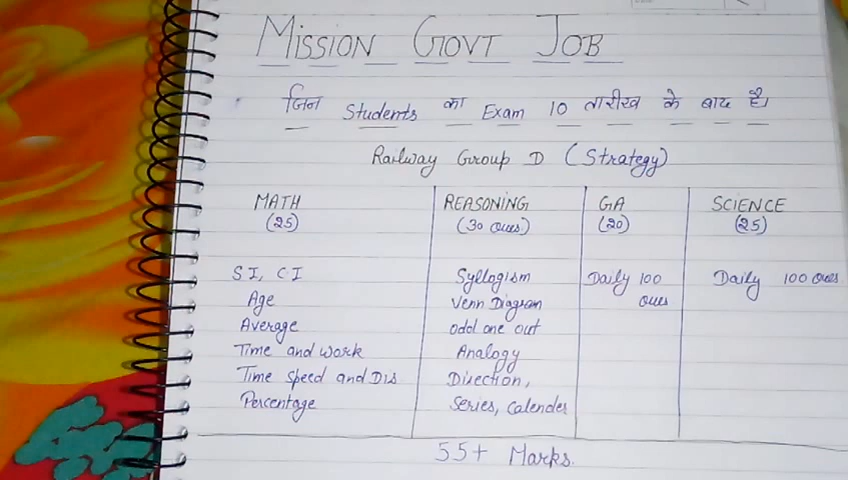 MISSION GOVT JOB
जिन Students का Exam 10 तारीख के बाद है।
Railway Group D (Strategy)
MATH REASONING GA SCIENCE
(25) (30 Ques) (20) (25)
SI, CI Syllogism Daily 100 Daily 100 Ques
Age Venn Diagram Ques
Average odd one out
Time and work Analogy
Time Speed and Dis Direction,
Percentage Series, Calender
55+ Marks.